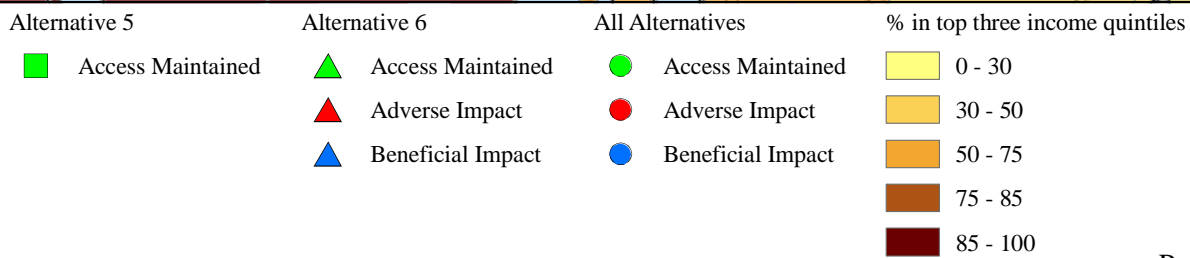 Alternative 5
Access Maintained
Alternative 6
Access Maintained
Adverse Impact
Beneficial Impact
All Alternatives
Access Maintained
Adverse Impact
Beneficial Impact
% in top three income quintiles
0 - 30
30 - 50
50 - 75
75 - 85
85 - 100